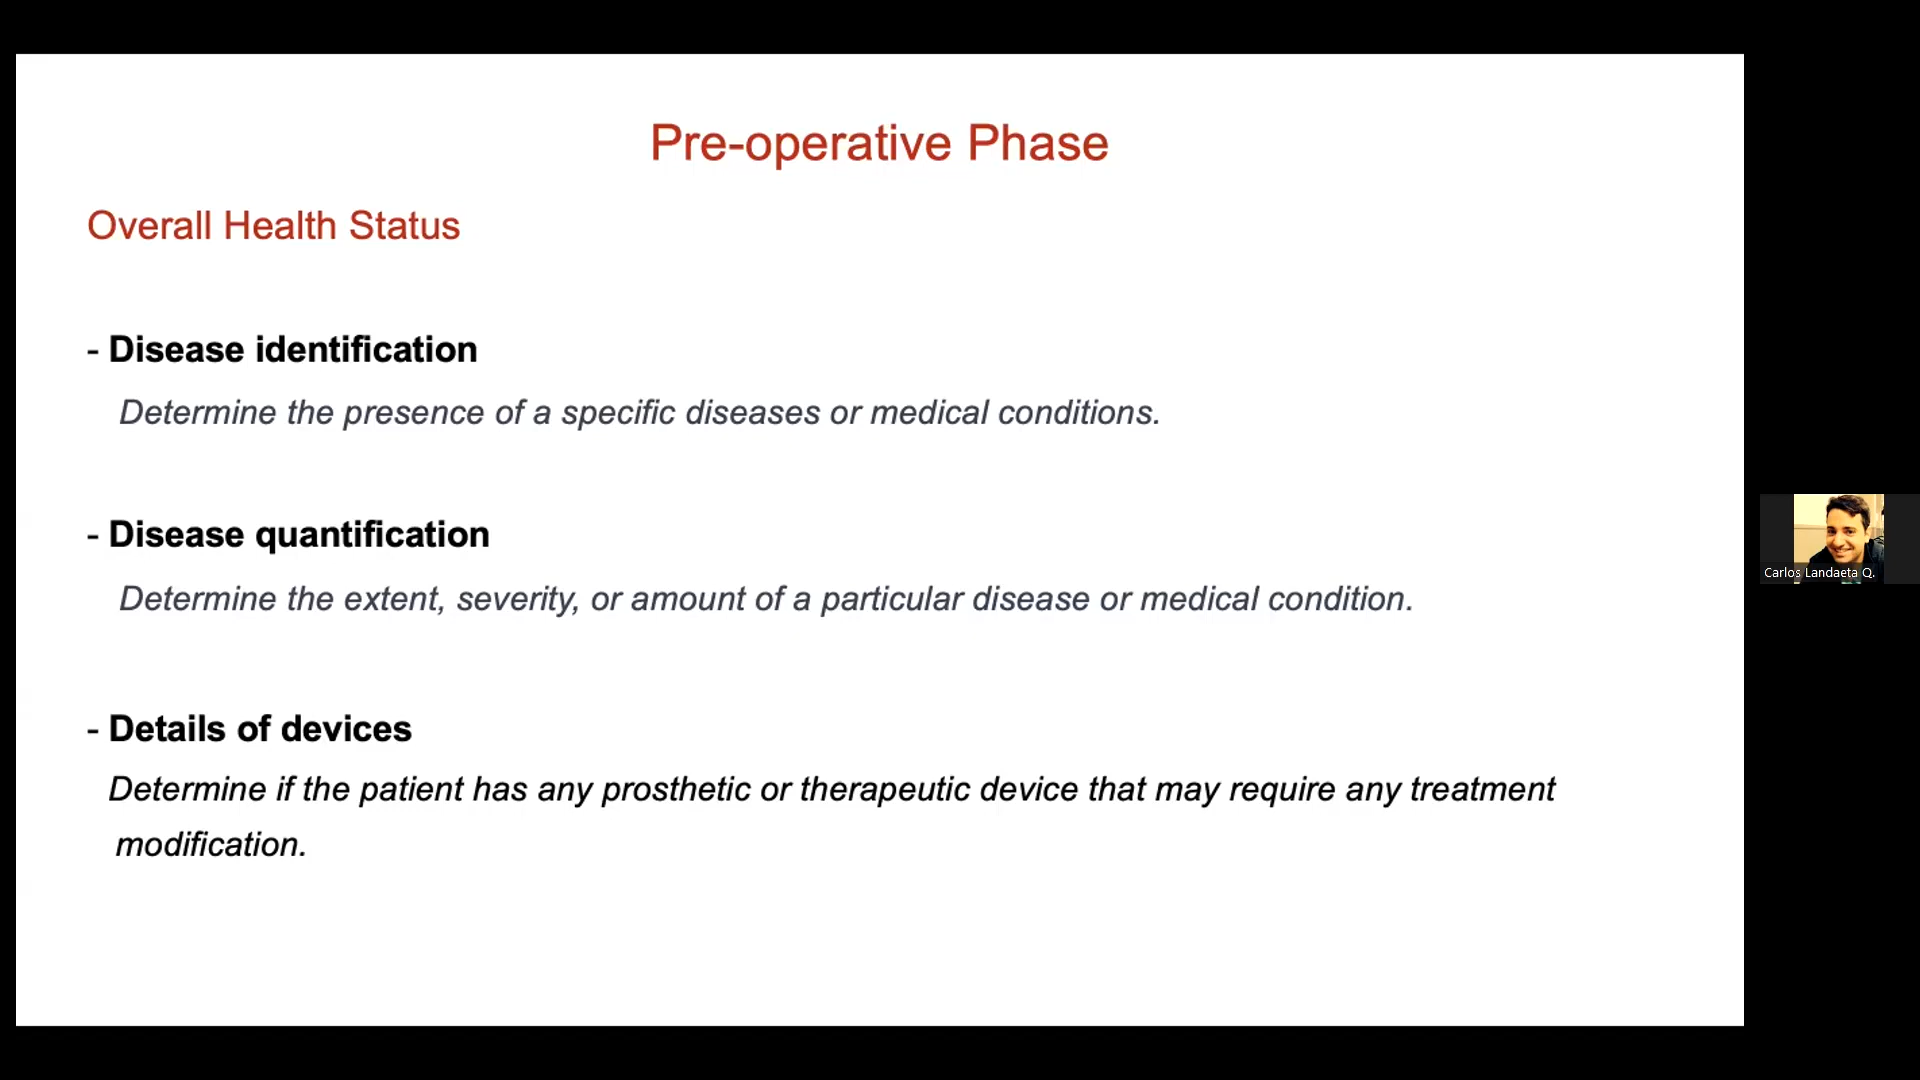 Pre-operative Phase
Overall Health Status
- Disease identification
Determine the presence of a specific diseases or medical conditions.
- Disease quantification
Determine the extent, severity, or amount of a particular disease or medical condition.
- Details of devices
Determine if the patient has any prosthetic or therapeutic device that may require any treatment
modification.
Carlos Landaeta Q.